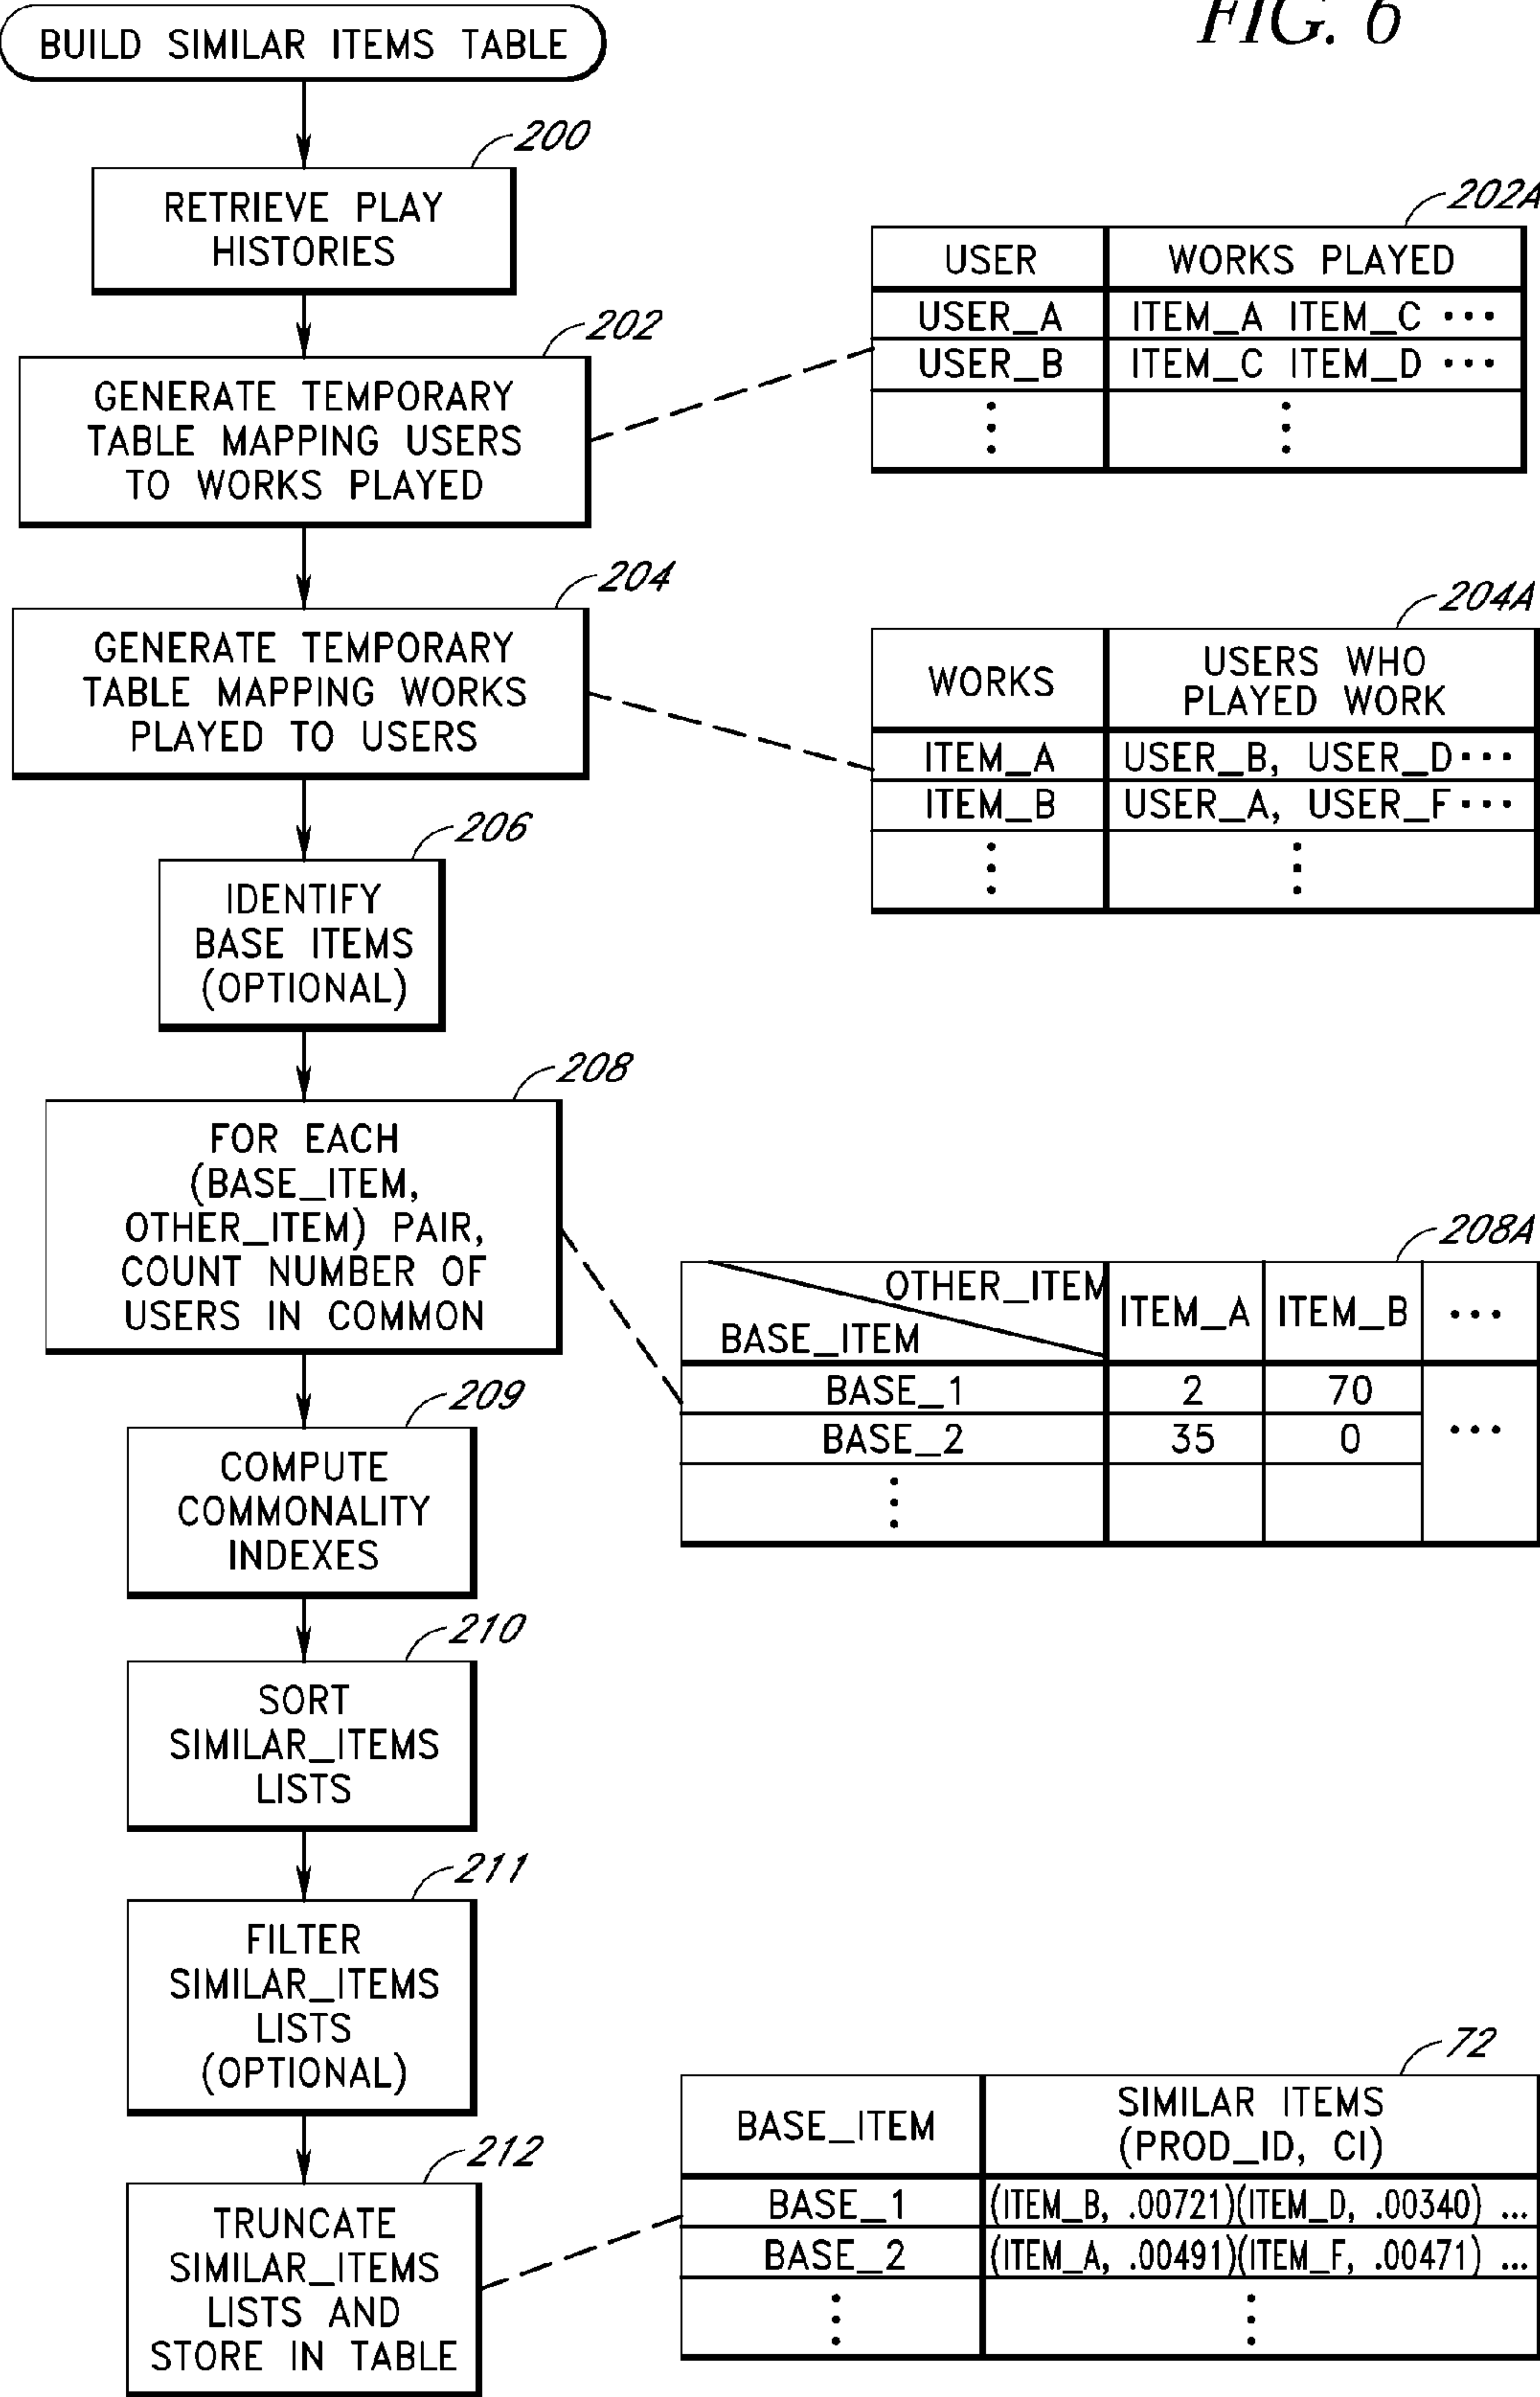 FIG. 6
BUILD SIMILAR ITEMS TABLE
200
RETRIEVE PLAY
HISTORIES
202
GENERATE TEMPORARY
TABLE MAPPING USERS
TO WORKS PLAYED
202A
USER WORKS PLAYED
USER_A ITEM_A ITEM_C •••
USER_B ITEM_C ITEM_D •••
204
GENERATE TEMPORARY
TABLE MAPPING WORKS
PLAYED TO USERS
204A
WORKS
USERS WHO
PLAYED WORK
ITEM_A USER_B, USER_D•••
ITEM_B USER_A, USER_F•••
206
IDENTIFY
BASE ITEMS
(OPTIONAL)
208
FOR EACH
(BASE_ITEM,
OTHER_ITEM) PAIR,
COUNT NUMBER OF
USERS IN COMMON
208A
OTHER_ITEM
BASE_ITEM
ITEM_A ITEM_B •••
BASE_1 2 70
BASE_2 35 0 •••
209
COMPUTE
COMMONALITY
INDEXES
210
SORT
SIMILAR_ITEMS
LISTS
211
FILTER
SIMILAR_ITEMS
LISTS
(OPTIONAL)
212
TRUNCATE
SIMILAR_ITEMS
LISTS AND
STORE IN TABLE
72
BASE_ITEM
SIMILAR ITEMS
(PROD_ID, CI)
BASE_1 (ITEM_B, .00721)(ITEM_D, .00340) ...
BASE_2 (ITEM_A, .00491)(ITEM_F, .00471) ...